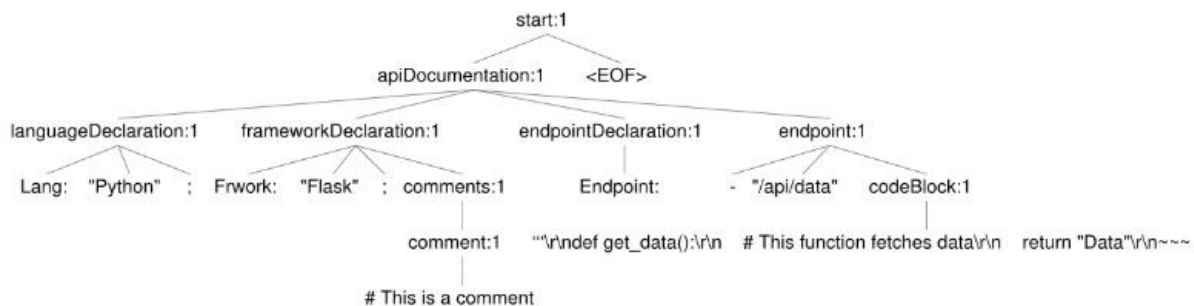 start:1
apiDocumentation:1 <EOF>
languageDeclaration:1 frameworkDeclaration:1 endpointDeclaration:1 endpoint:1
Lang: "Python" ; Frwork: "Flask" ; comments:1 Endpoint: - "/api/data" codeBlock:1
comment:1 '''\r\ndef get_data():\r\n # This function fetches data\r\n return "Data"\r\n~~~
# This is a comment